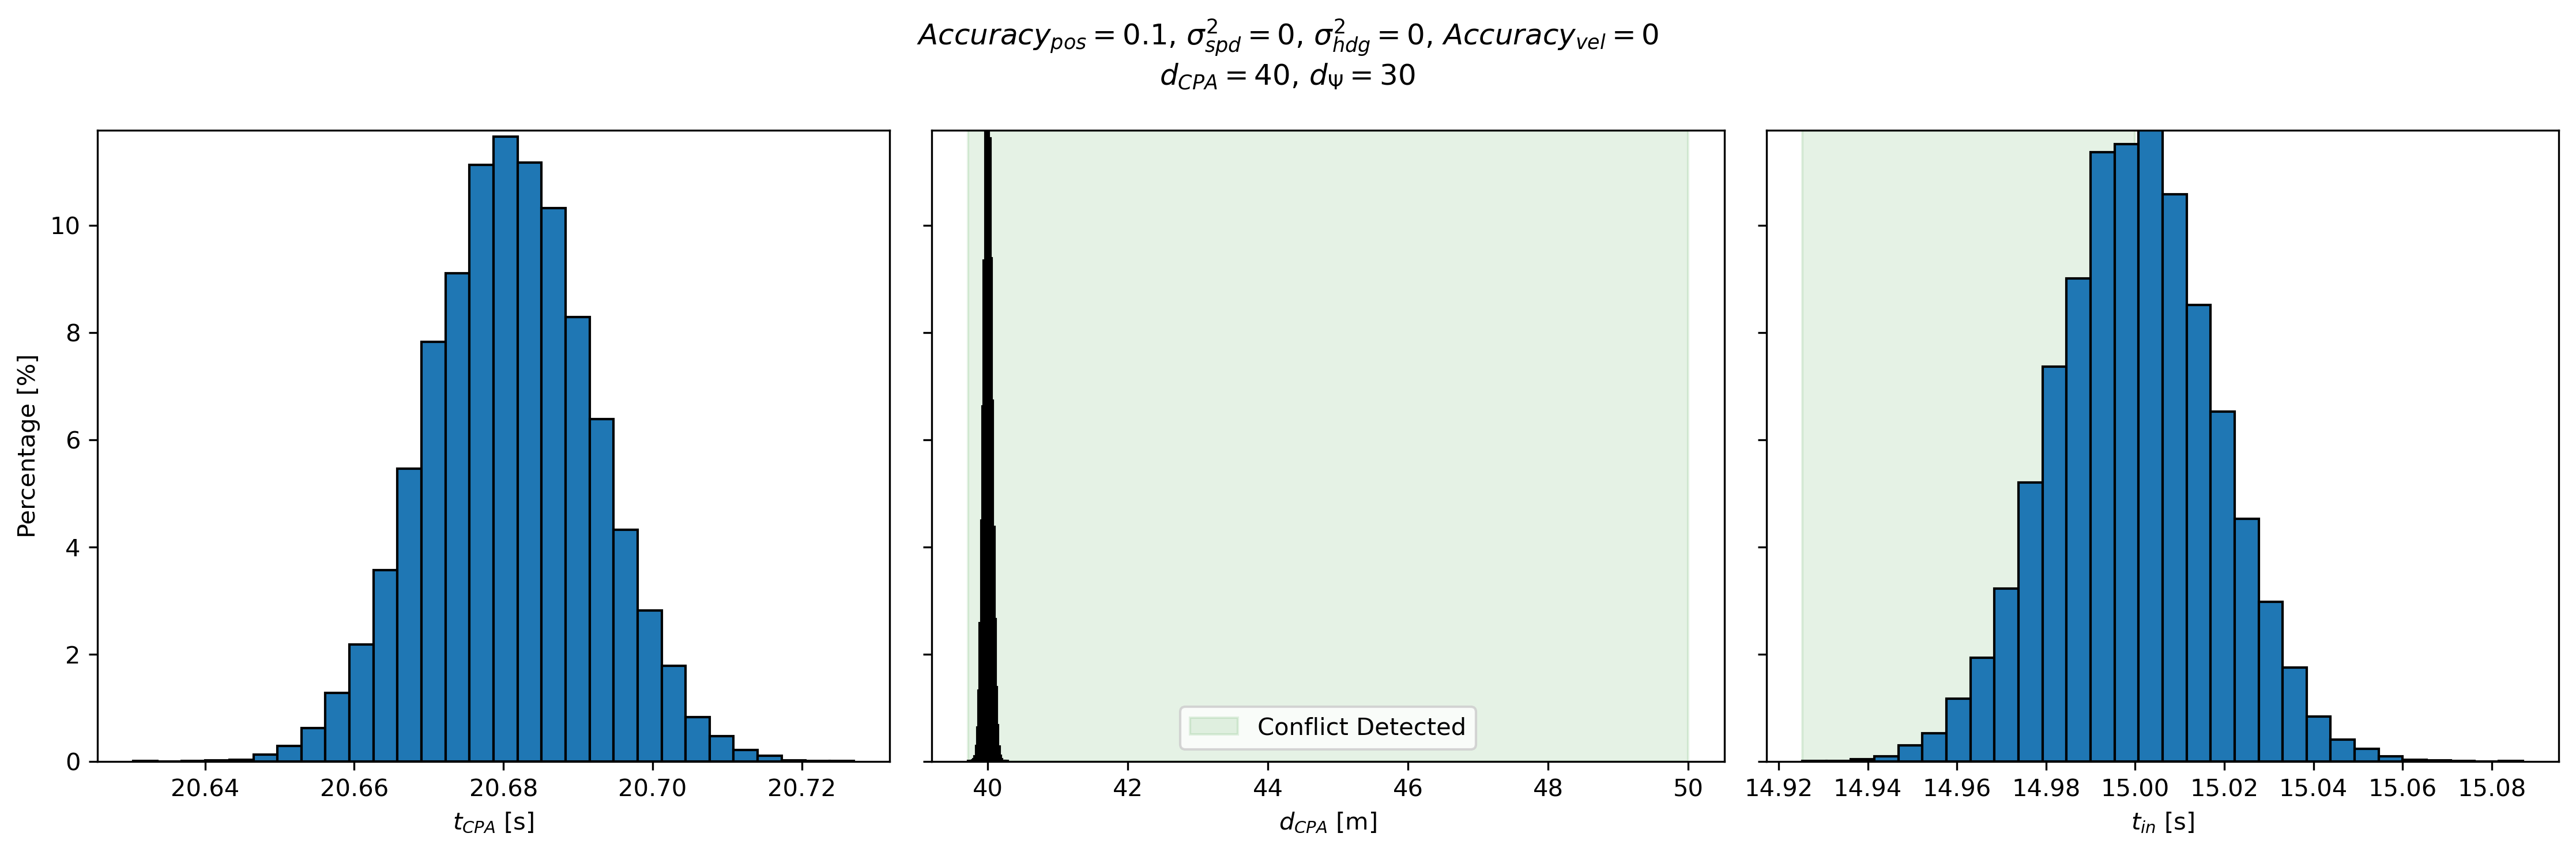 Accuracy_pos = 0.1, σ²_spd = 0, σ²_hdg = 0, Accuracy_vel = 0
d_CPA = 40, d_Ψ = 30
Percentage [%]
10
8
6
4
2
0
20.64 20.66 20.68 20.70 20.72
t_CPA [s]
Conflict Detected
40 42 44 46 48 50
d_CPA [m]
14.92 14.94 14.96 14.98 15.00 15.02 15.04 15.06 15.08
t_in [s]